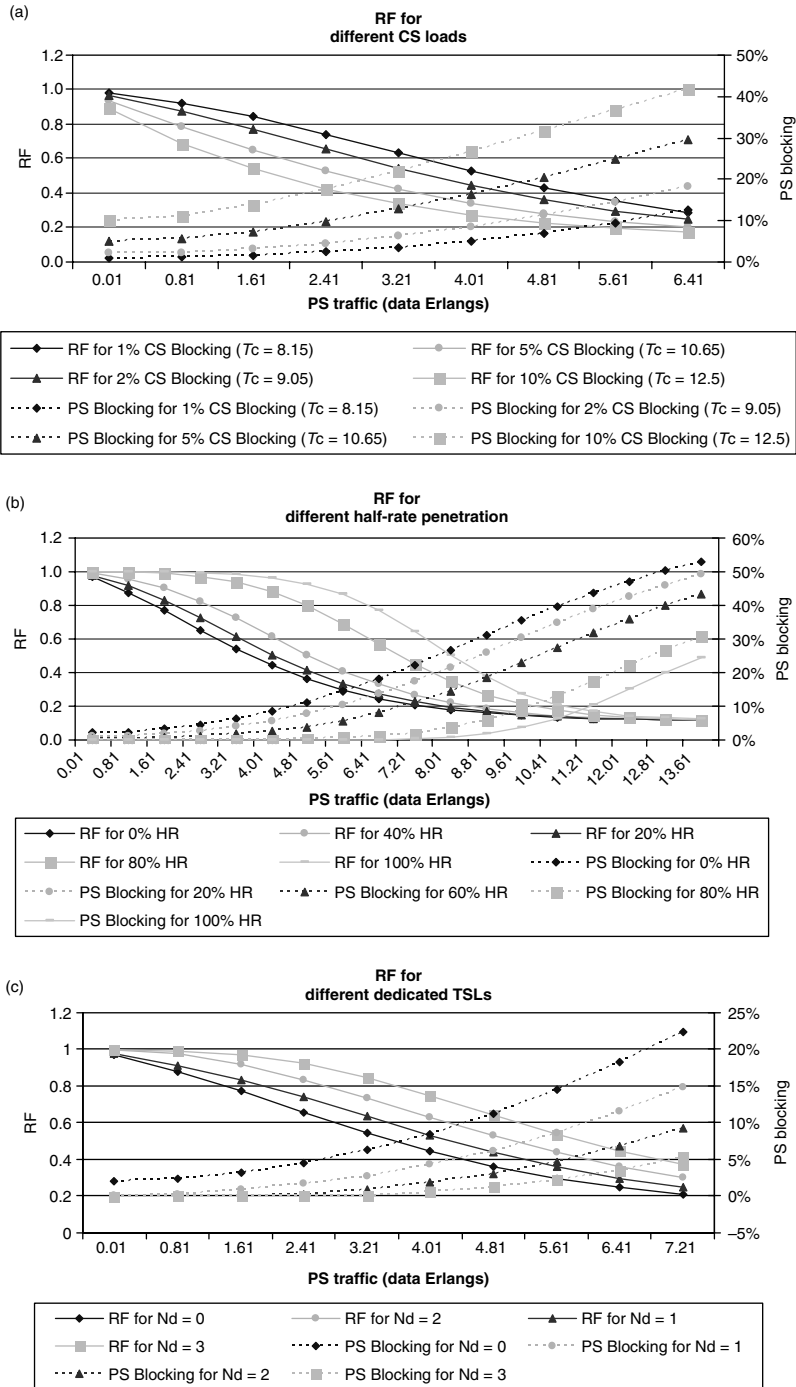 (a)
RF for
different CS loads
1.2
1.0
0.8
0.6
0.4
0.2
0.0
RF
50%
40%
30%
20%
10%
0%
PS blocking
0.01 0.81 1.61 2.41 3.21 4.01 4.81 5.61 6.41
PS traffic (data Erlangs)
RF for 1% CS Blocking (Tc = 8.15)
RF for 5% CS Blocking (Tc = 10.65)
RF for 2% CS Blocking (Tc = 9.05)
RF for 10% CS Blocking (Tc = 12.5)
PS Blocking for 1% CS Blocking (Tc = 8.15)
PS Blocking for 2% CS Blocking (Tc = 9.05)
PS Blocking for 5% CS Blocking (Tc = 10.65)
PS Blocking for 10% CS Blocking (Tc = 12.5)
(b)
RF for
different half-rate penetration
1.2
1.0
0.8
0.6
0.4
0.2
0.0
RF
60%
50%
40%
30%
20%
10%
0%
PS blocking
0.01 0.81 1.61 2.41 3.21 4.01 4.81 5.61 6.41 7.21 8.01 8.81 9.61 10.41 11.21 12.01 12.81 13.61
PS traffic (data Erlangs)
RF for 0% HR
RF for 40% HR
RF for 20% HR
RF for 80% HR
RF for 100% HR
PS Blocking for 0% HR
PS Blocking for 20% HR
PS Blocking for 60% HR
PS Blocking for 80% HR
PS Blocking for 100% HR
(c)
RF for
different dedicated TSLs
1.2
1
0.8
0.6
0.4
0.2
0
RF
25%
20%
15%
10%
5%
0%
–5%
PS blocking
0.01 0.81 1.61 2.41 3.21 4.01 4.81 5.61 6.41 7.21
PS traffic (data Erlangs)
RF for Nd = 0
RF for Nd = 2
RF for Nd = 1
RF for Nd = 3
PS Blocking for Nd = 0
PS Blocking for Nd = 1
PS Blocking for Nd = 2
PS Blocking for Nd = 3